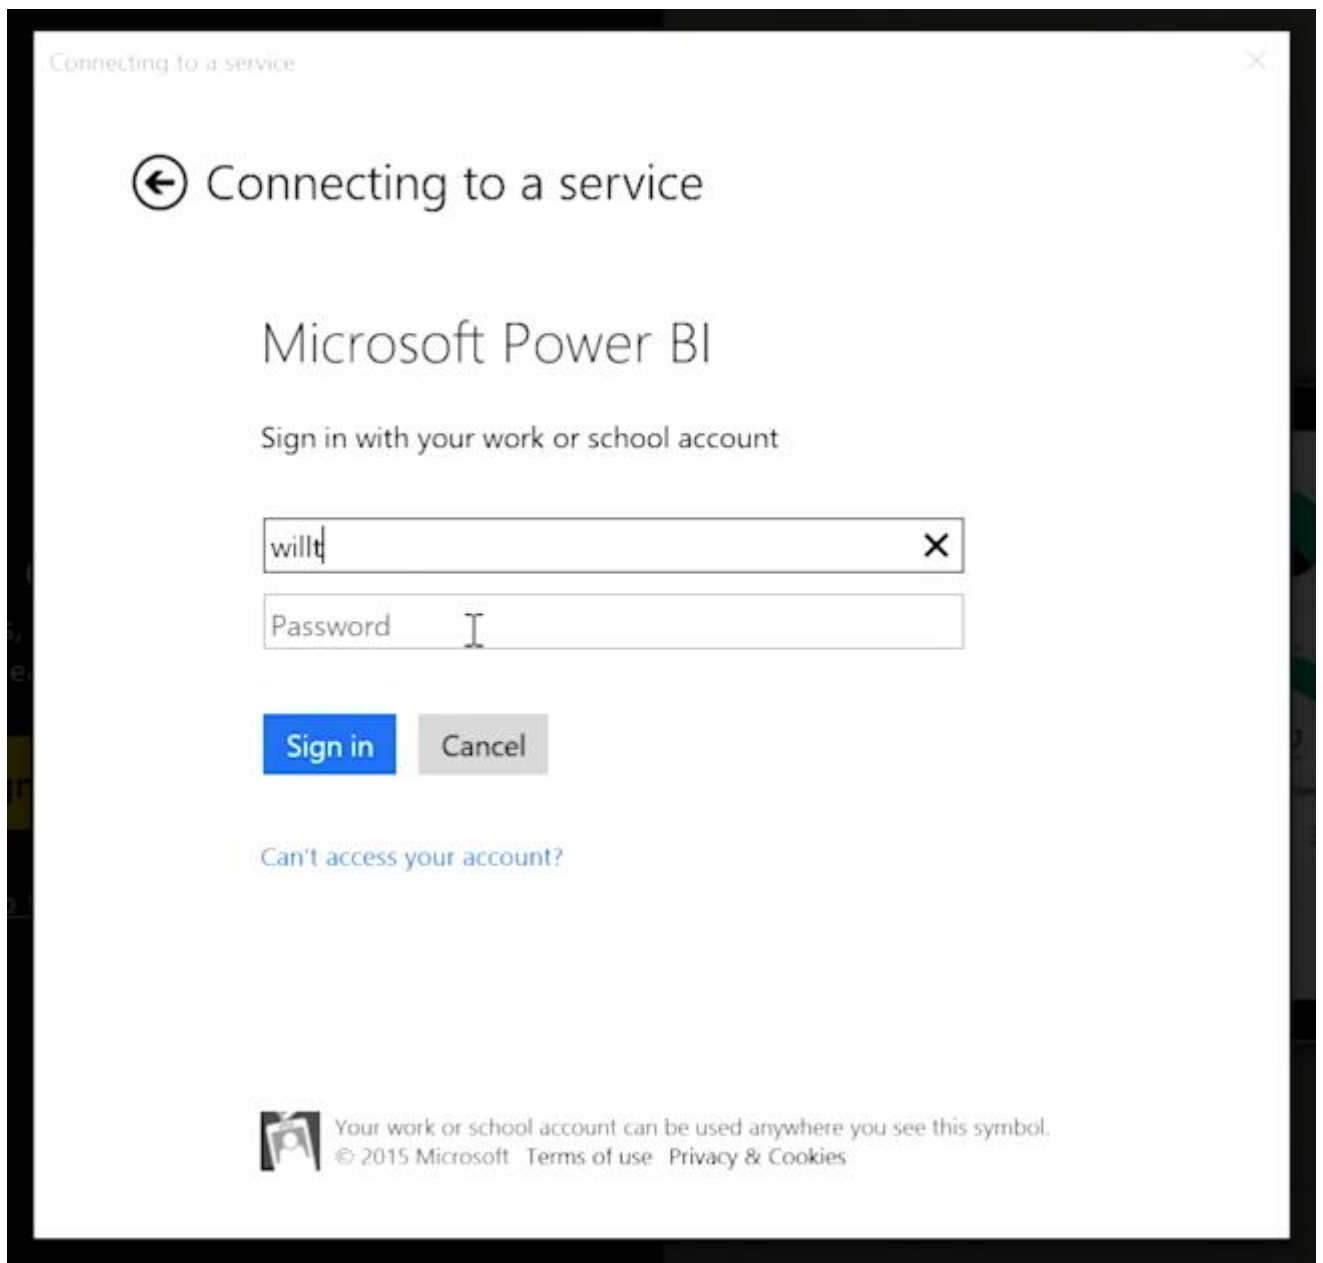 Connecting to a service
Connecting to a service
Microsoft Power BI
Sign in with your work or school account
willt
Password
Sign in Cancel
Can't access your account?
Your work or school account can be used anywhere you see this symbol.
© 2015 Microsoft Terms of use Privacy & Cookies